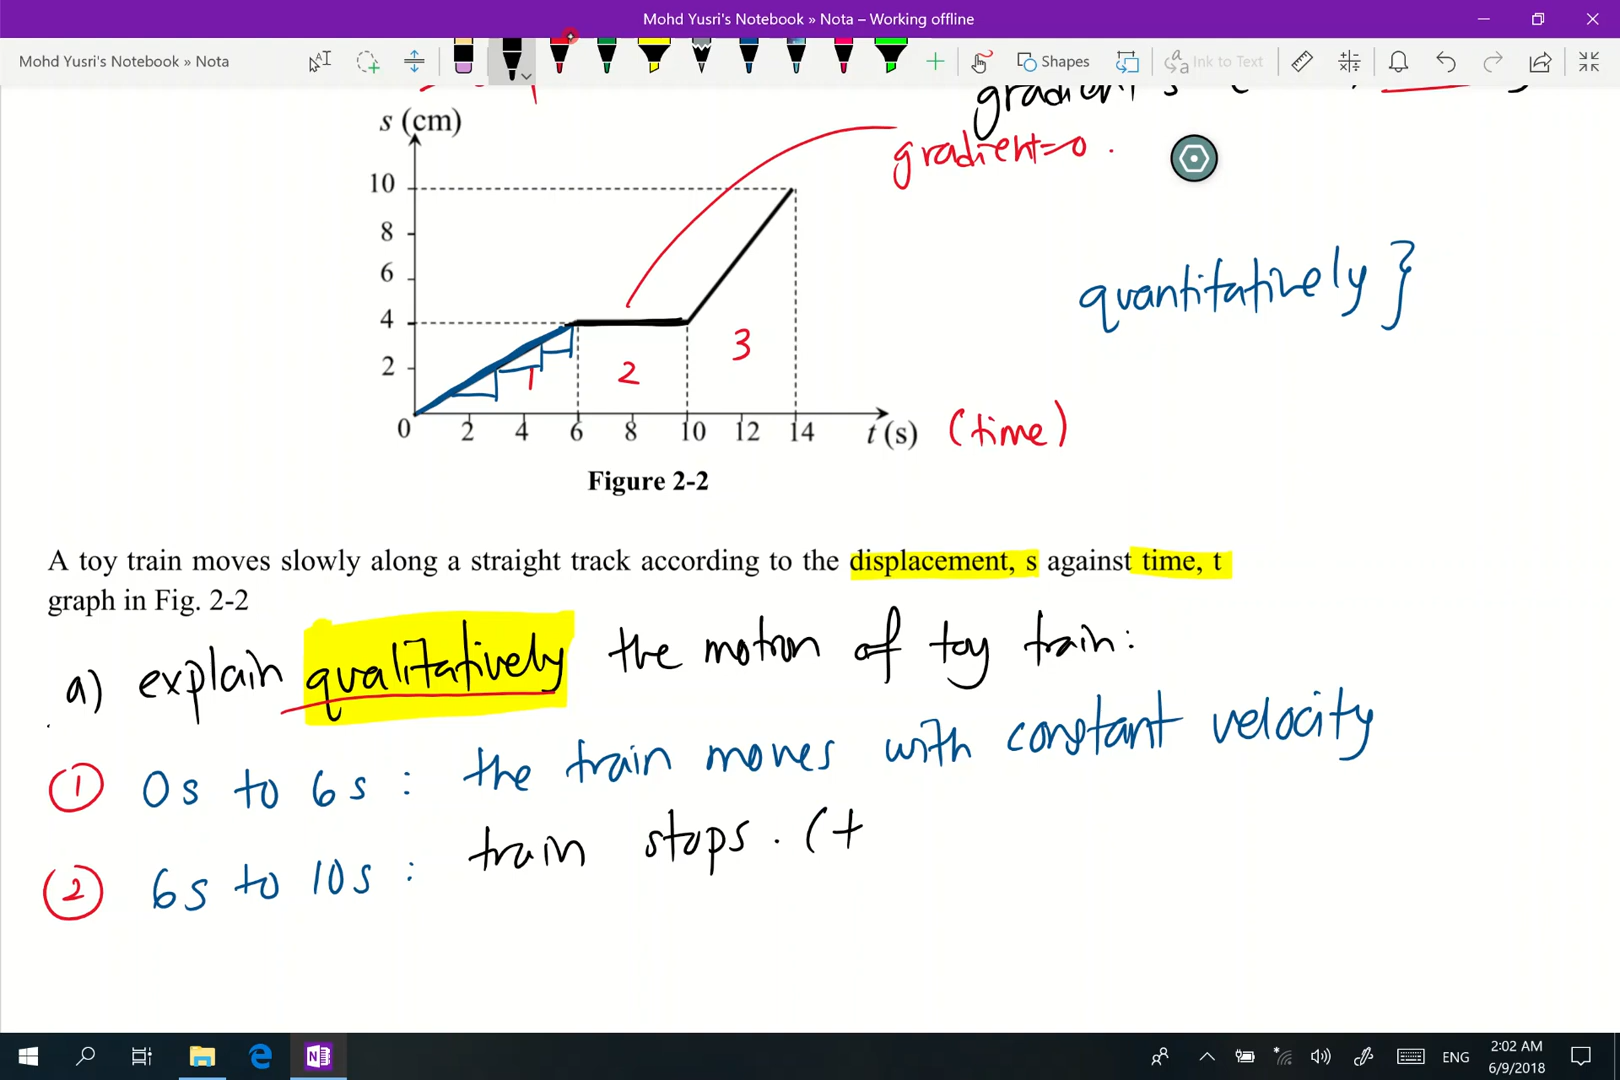 Mohd Yusri's Notebook » Nota – Working offline
Mohd Yusri's Notebook » Nota
Shapes
Ink to Text
gradient
gradient=0.
s (cm)
10
8
6
4
2
0
2
4
6
8
10
12
14
t (s)
(time)
1
2
3
quantitatively }
Figure 2-2
A toy train moves slowly along a straight track according to the displacement, s against time, t
graph in Fig. 2-2
a) explain qualitatively the motion of toy train:
① 0s to 6s : the train moves with constant velocity
② 6s to 10s : train stops. (t
ENG
2:02 AM
6/9/2018